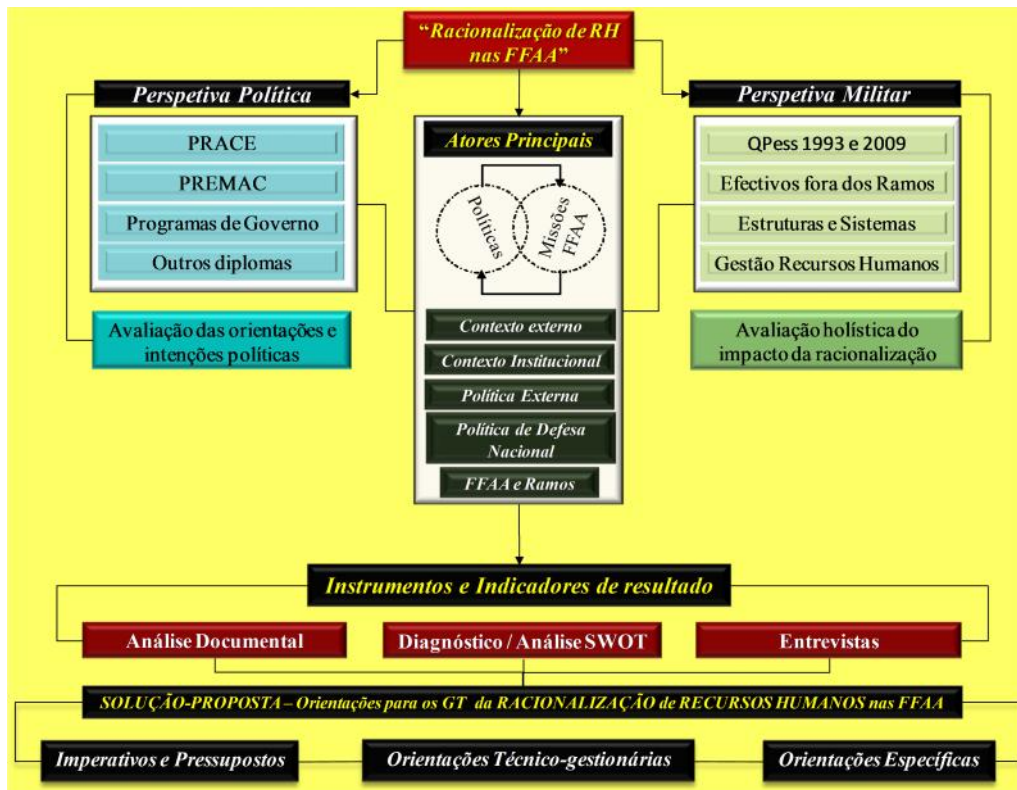 “Racionalização de RH
nas FFAA”
Perspetiva Política
PRACE
PREMAC
Programas de Governo
Outros diplomas
Avaliação das orientações e
intenções políticas
Atores Principais
Políticas
Missões
FFAA
Contexto externo
Contexto Institucional
Política Externa
Política de Defesa
Nacional
FFAA e Ramos
Perspetiva Militar
QPess 1993 e 2009
Efectivos fora dos Ramos
Estruturas e Sistemas
Gestão Recursos Humanos
Avaliação holística do
impacto da racionalização
Instrumentos e Indicadores de resultado
Análise Documental
Diagnóstico / Análise SWOT
Entrevistas
SOLUÇÃO-PROPOSTA – Orientações para os GT da RACIONALIZAÇÃO de RECURSOS HUMANOS nas FFAA
Imperativos e Pressupostos
Orientações Técnico-gestionárias
Orientações Específicas